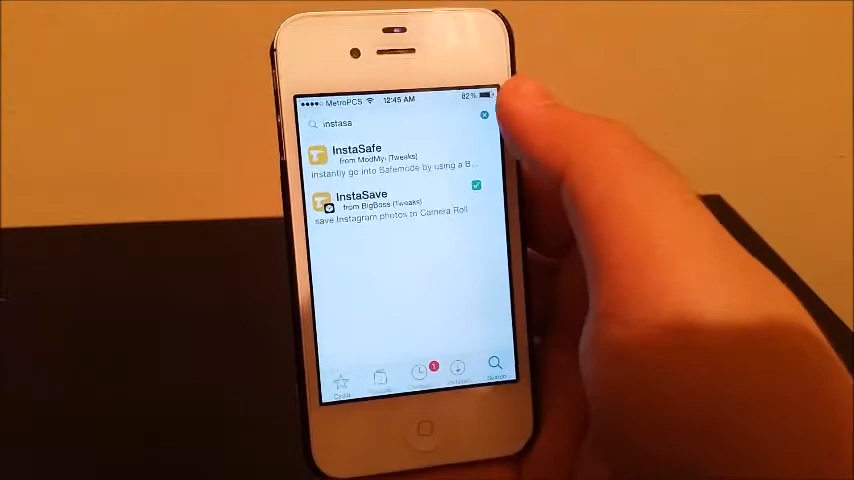 MetroPCS 12:45 AM 82%
instasa
InstaSafe
from ModMyi (Tweaks)
instantly go into Safemode by using a B...
InstaSave
from BigBoss (Tweaks)
save Instagram photos to Camera Roll
1
Cydia
Search